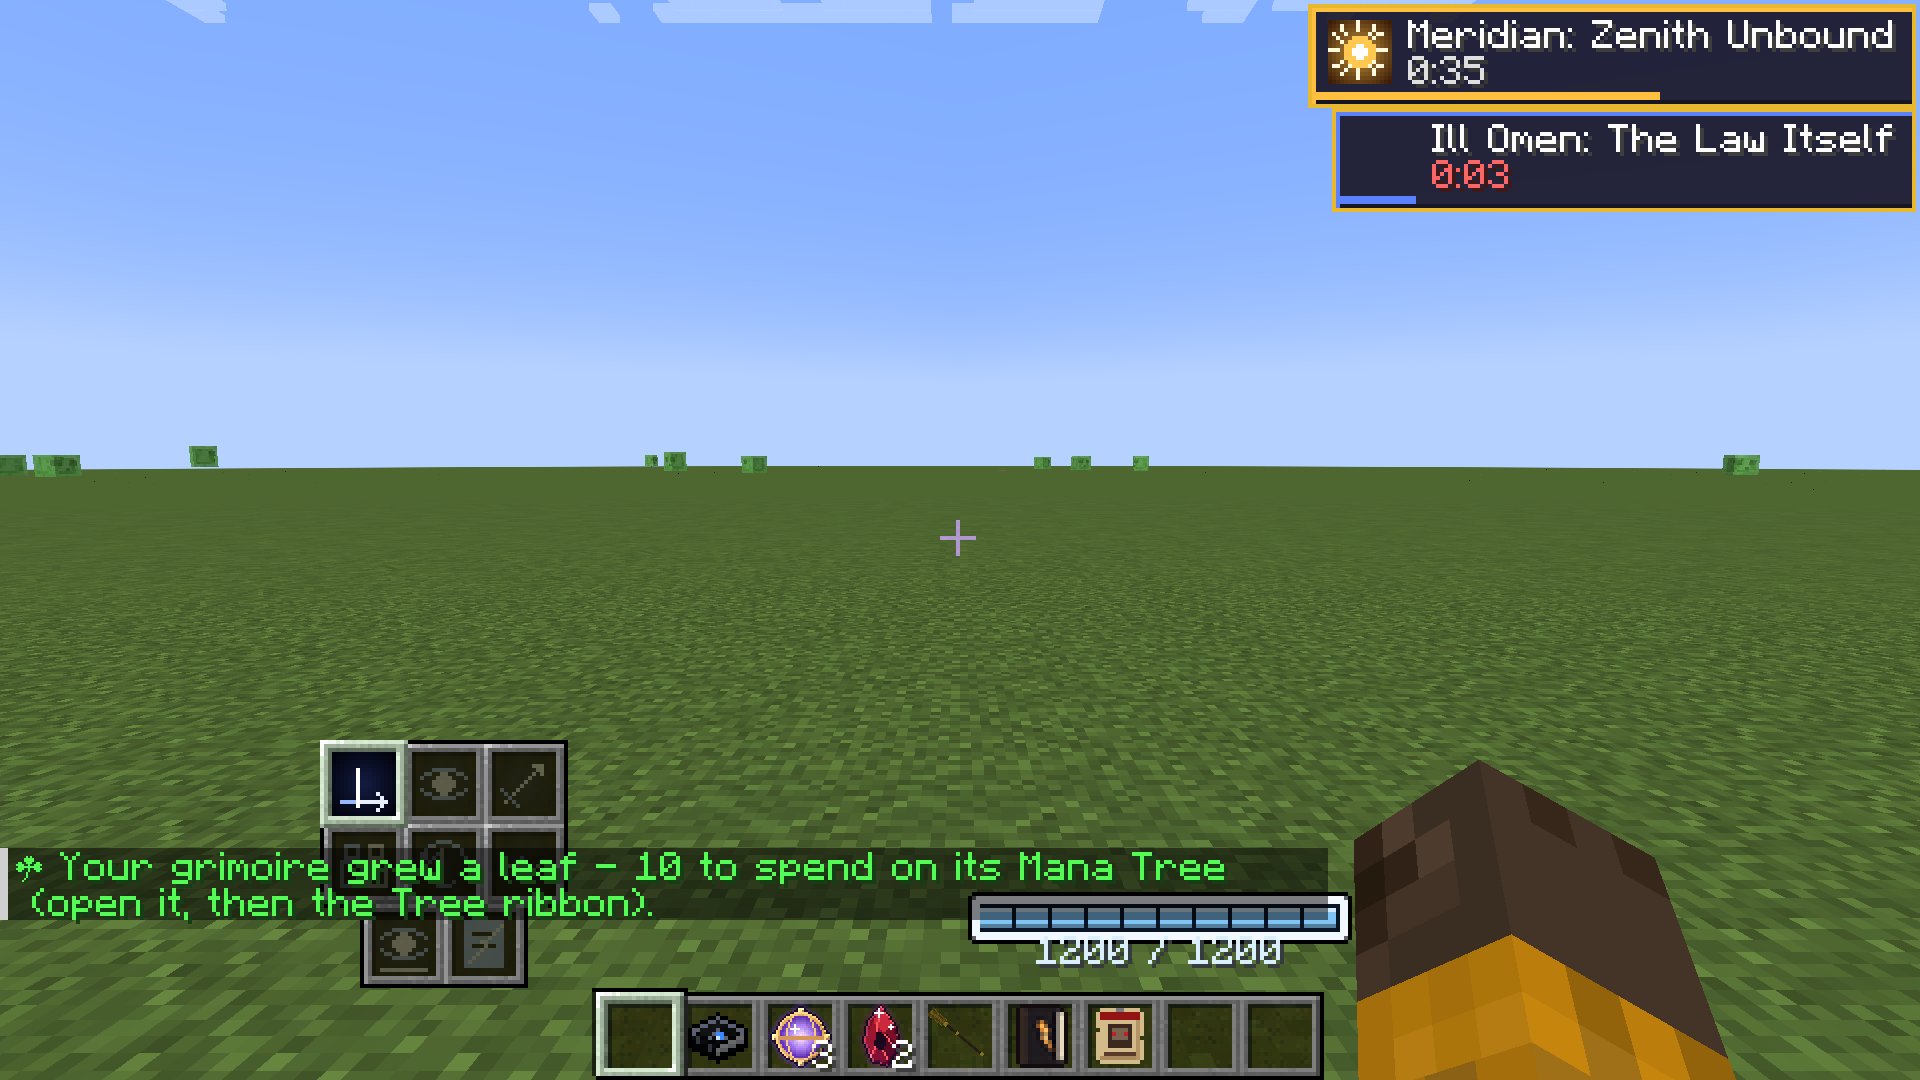 Meridian: Zenith Unbound
0:35
Ill Omen: The Law Itself
0:03
☘ Your grimoire grew a leaf – 10 to spend on its Mana Tree
(open it, then the Tree ribbon).
1200 / 1200
3
2